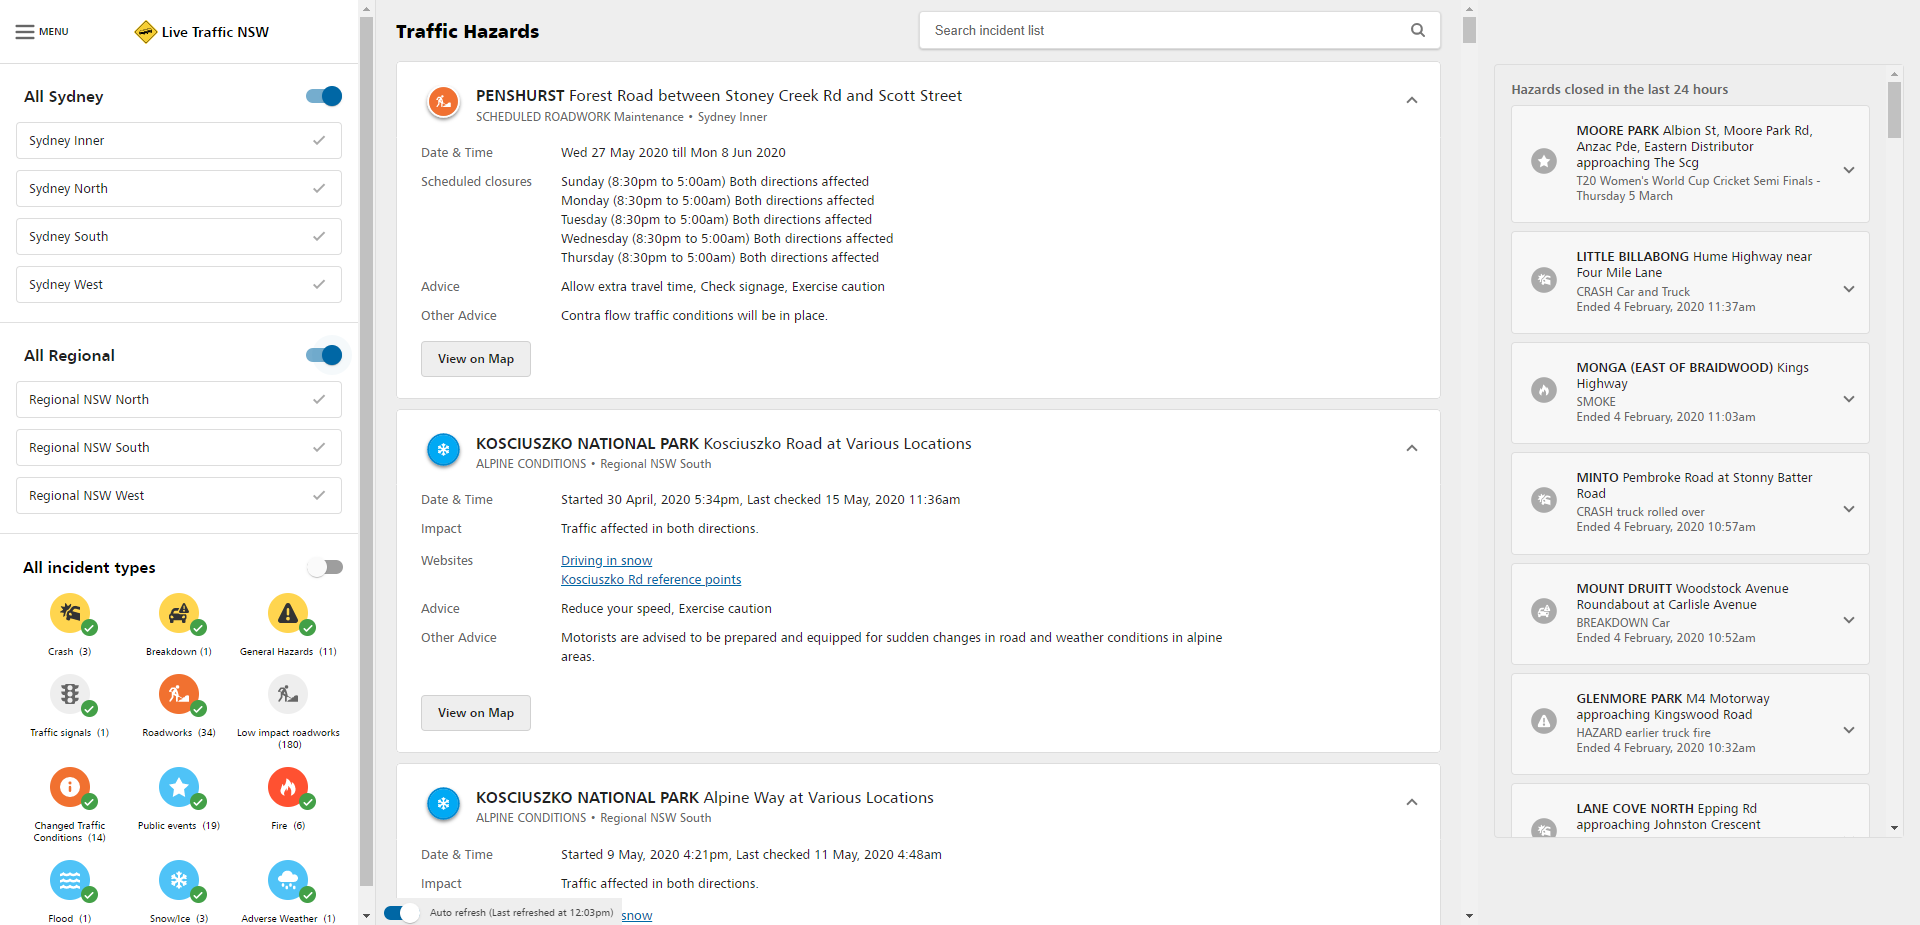 MENU
Live Traffic NSW
All Sydney
Sydney Inner
Sydney North
Sydney South
Sydney West
All Regional
Regional NSW North
Regional NSW South
Regional NSW West
All incident types
Crash (3)
Breakdown (1)
General Hazards (11)
Traffic signals (1)
Roadworks (34)
Low impact roadworks
(180)
Changed Traffic
Conditions (14)
Public events (19)
Fire (6)
Flood (1)
Snow/Ice (3)
Adverse Weather (1)
Traffic Hazards
Search incident list
PENSHURST Forest Road between Stoney Creek Rd and Scott Street
SCHEDULED ROADWORK Maintenance • Sydney Inner
Date & Time Wed 27 May 2020 till Mon 8 Jun 2020
Scheduled closures Sunday (8:30pm to 5:00am) Both directions affected
Monday (8:30pm to 5:00am) Both directions affected
Tuesday (8:30pm to 5:00am) Both directions affected
Wednesday (8:30pm to 5:00am) Both directions affected
Thursday (8:30pm to 5:00am) Both directions affected
Advice Allow extra travel time, Check signage, Exercise caution
Other Advice Contra flow traffic conditions will be in place.
View on Map
KOSCIUSZKO NATIONAL PARK Kosciuszko Road at Various Locations
ALPINE CONDITIONS • Regional NSW South
Date & Time Started 30 April, 2020 5:34pm, Last checked 15 May, 2020 11:36am
Impact Traffic affected in both directions.
Websites Driving in snow
Kosciuszko Rd reference points
Advice Reduce your speed, Exercise caution
Other Advice Motorists are advised to be prepared and equipped for sudden changes in road and weather conditions in alpine
areas.
View on Map
KOSCIUSZKO NATIONAL PARK Alpine Way at Various Locations
ALPINE CONDITIONS • Regional NSW South
Date & Time Started 9 May, 2020 4:21pm, Last checked 11 May, 2020 4:48am
Impact Traffic affected in both directions.
Auto refresh (Last refreshed at 12:03pm) snow
Hazards closed in the last 24 hours
MOORE PARK Albion St, Moore Park Rd,
Anzac Pde, Eastern Distributor
approaching The Scg
T20 Women's World Cup Cricket Semi Finals -
Thursday 5 March
LITTLE BILLABONG Hume Highway near
Four Mile Lane
CRASH Car and Truck
Ended 4 February, 2020 11:37am
MONGA (EAST OF BRAIDWOOD) Kings
Highway
SMOKE
Ended 4 February, 2020 11:03am
MINTO Pembroke Road at Stonny Batter
Road
CRASH truck rolled over
Ended 4 February, 2020 10:57am
MOUNT DRUITT Woodstock Avenue
Roundabout at Carlisle Avenue
BREAKDOWN Car
Ended 4 February, 2020 10:52am
GLENMORE PARK M4 Motorway
approaching Kingswood Road
HAZARD earlier truck fire
Ended 4 February, 2020 10:32am
LANE COVE NORTH Epping Rd
approaching Johnston Crescent